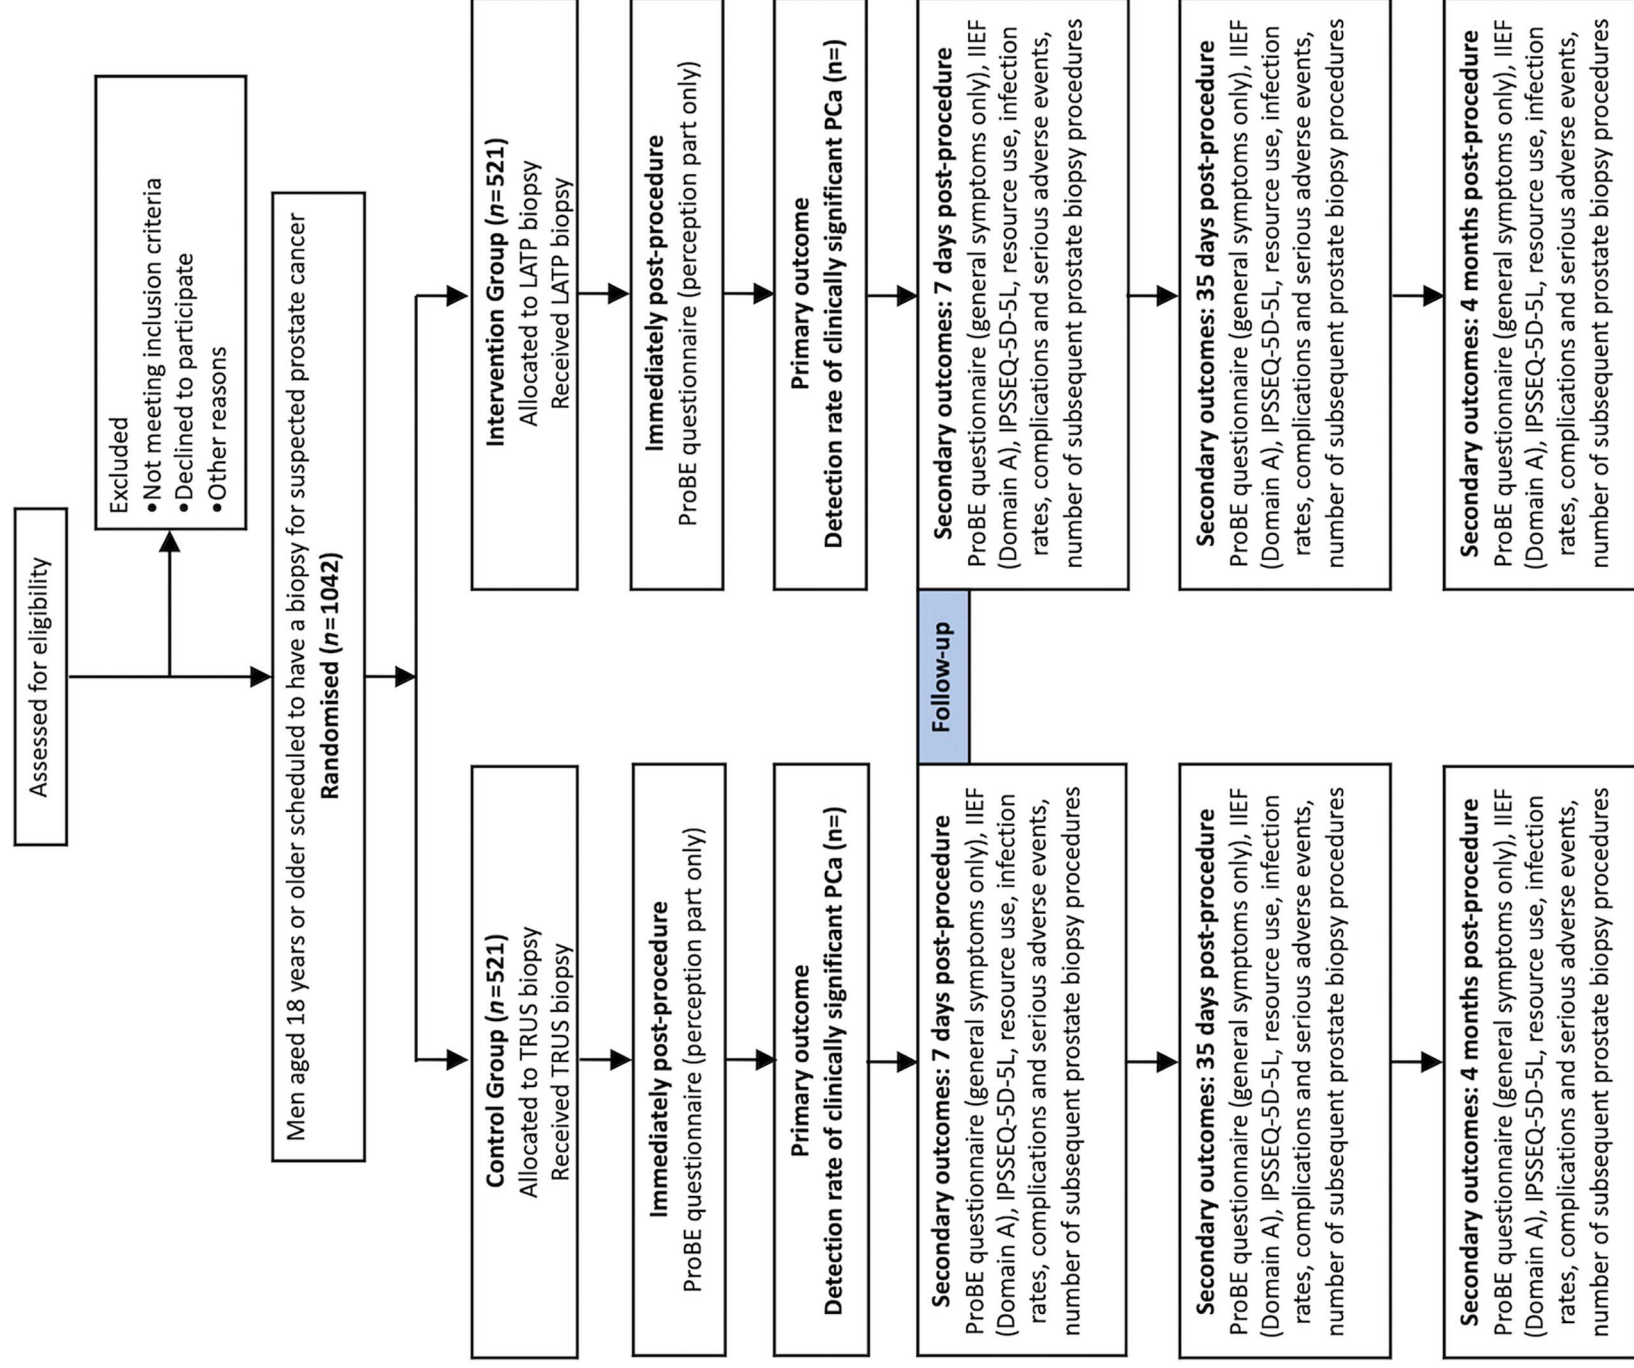 Assessed for eligibility
Excluded
•Not meeting inclusion criteria
•Declined to participate
•Other reasons
Men aged 18 years or older scheduled to have a biopsy for suspected prostate cancer
Randomised (n=1042)
Control Group (n=521)
Allocated to TRUS biopsy
Received TRUS biopsy
Intervention Group (n=521)
Allocated to LATP biopsy
Received LATP biopsy
Immediately post-procedure
ProBE questionnaire (perception part only)
Immediately post-procedure
ProBE questionnaire (perception part only)
Primary outcome
Detection rate of clinically significant PCa (n=)
Primary outcome
Detection rate of clinically significant PCa (n=)
Follow-up
Secondary outcomes: 7 days post-procedure
ProBE questionnaire (general symptoms only), IIEF
(Domain A), IPSSEQ-5D-5L, resource use, infection
rates, complications and serious adverse events,
number of subsequent prostate biopsy procedures
Secondary outcomes: 7 days post-procedure
ProBE questionnaire (general symptoms only), IIEF
(Domain A), IPSSEQ-5D-5L, resource use, infection
rates, complications and serious adverse events,
number of subsequent prostate biopsy procedures
Secondary outcomes: 35 days post-procedure
ProBE questionnaire (general symptoms only), IIEF
(Domain A), IPSSEQ-5D-5L, resource use, infection
rates, complications and serious adverse events,
number of subsequent prostate biopsy procedures
Secondary outcomes: 35 days post-procedure
ProBE questionnaire (general symptoms only), IIEF
(Domain A), IPSSEQ-5D-5L, resource use, infection
rates, complications and serious adverse events,
number of subsequent prostate biopsy procedures
Secondary outcomes: 4 months post-procedure
ProBE questionnaire (general symptoms only), IIEF
(Domain A), IPSSEQ-5D-5L, resource use, infection
rates, complications and serious adverse events,
number of subsequent prostate biopsy procedures
Secondary outcomes: 4 months post-procedure
ProBE questionnaire (general symptoms only), IIEF
(Domain A), IPSSEQ-5D-5L, resource use, infection
rates, complications and serious adverse events,
number of subsequent prostate biopsy procedures